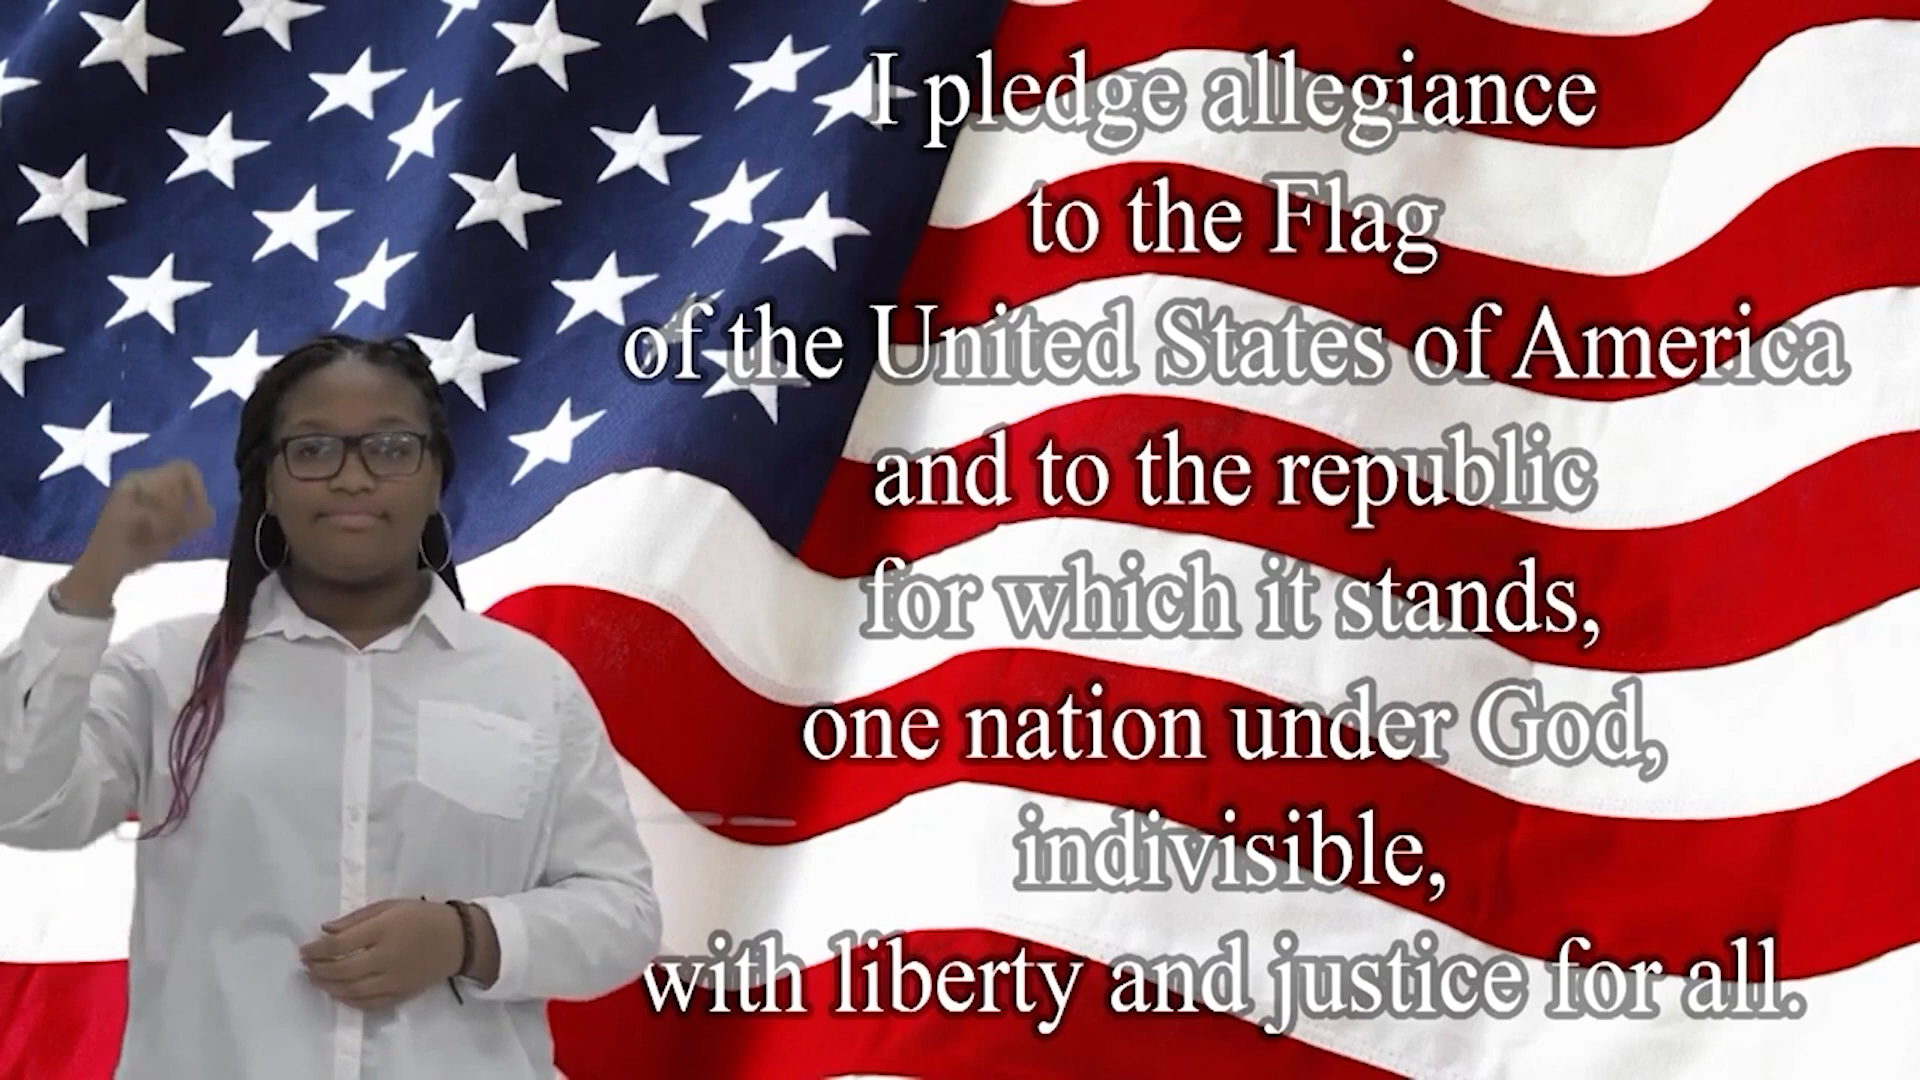 I pledge allegiance
to the Flag
of the United States of America
and to the republic
for which it stands,
one nation under God,
indivisible,
with liberty and justice for all.